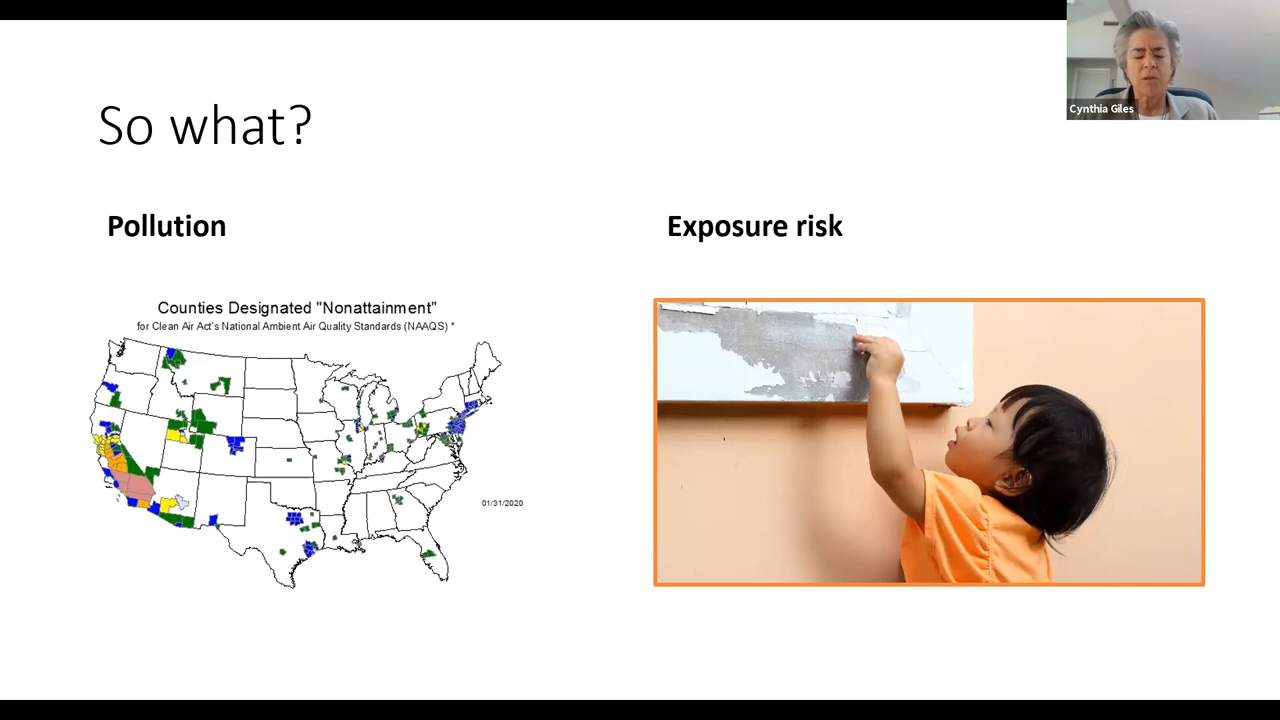 Cynthia Giles
So what?
Pollution
Exposure risk
Counties Designated "Nonattainment"
for Clean Air Act's National Ambient Air Quality Standards (NAAQS) *
01/31/2020